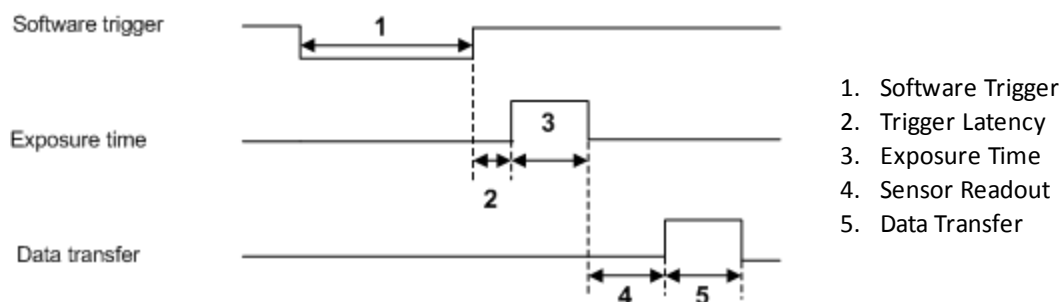 Software trigger
1
Exposure time
3
2
Data transfer
4
5
1. Software Trigger
2. Trigger Latency
3. Exposure Time
4. Sensor Readout
5. Data Transfer